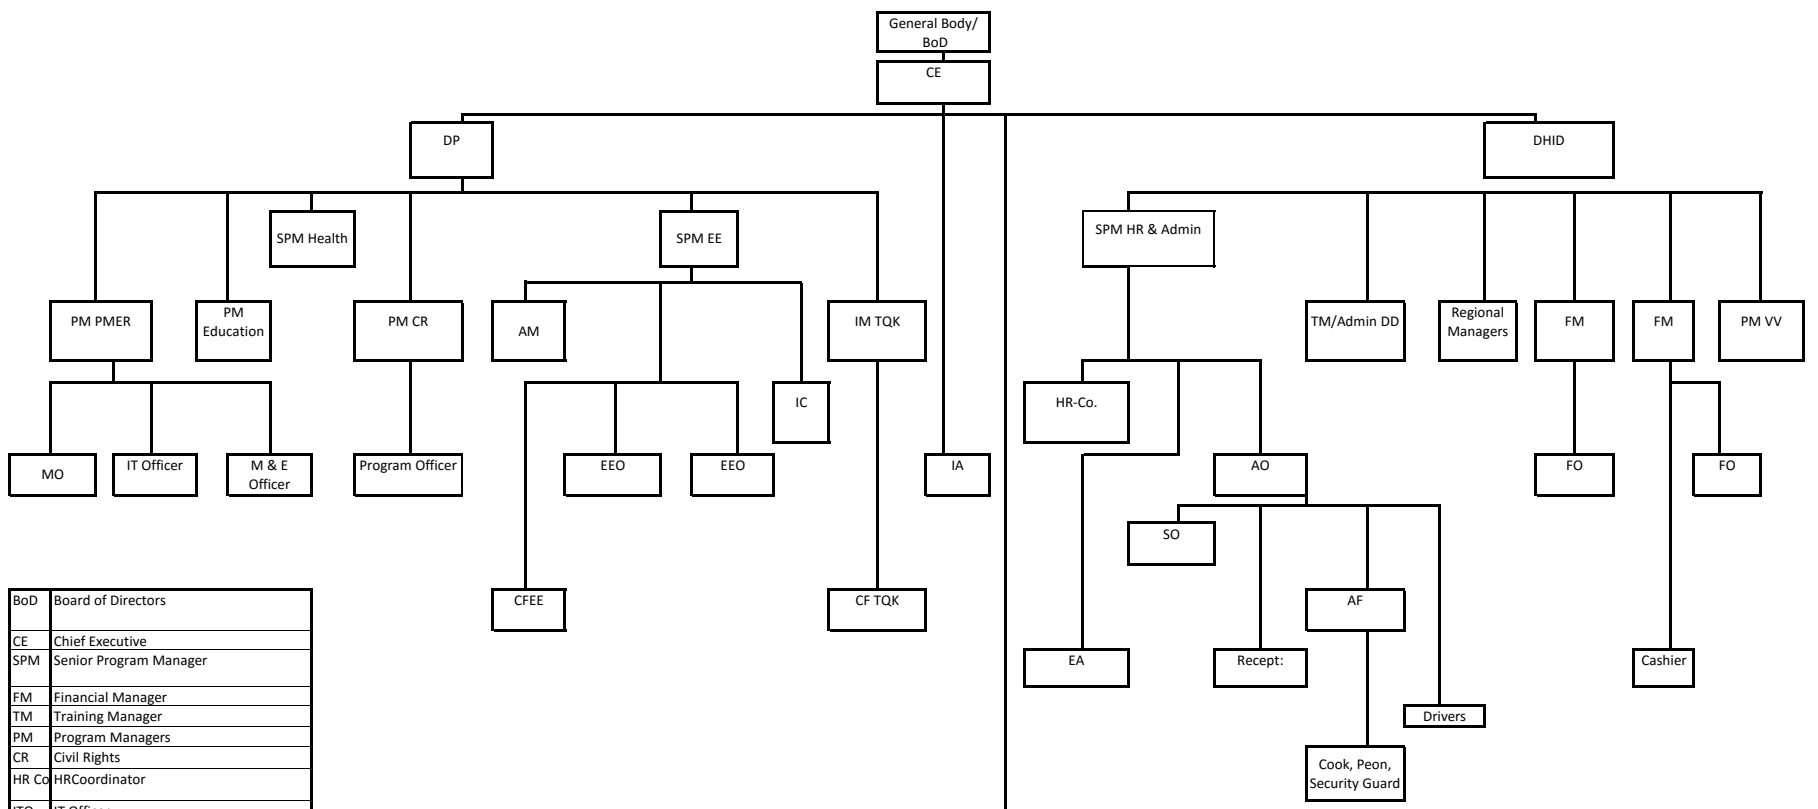 General Body/
BoD
CE
DP
DHID
SPM Health
SPM EE
SPM HR & Admin
PM PMER
PM
Education
PM CR
AM
IM TQK
TM/Admin DD
Regional
Managers
FM
FM
PM VV
IC
HR-Co.
MO
IT Officer
M & E
Officer
Program Officer
EEO
EEO
IA
AO
FO
FO
SO
CFEE
CF TQK
AF
EA
Recept:
Cashier
Drivers
Cook, Peon,
Security Guard
BoD Board of Directors
CE Chief Executive
SPM Senior Program Manager
FM Financial Manager
TM Training Manager
PM Program Managers
CR Civil Rights
HR Co HRCoordinator